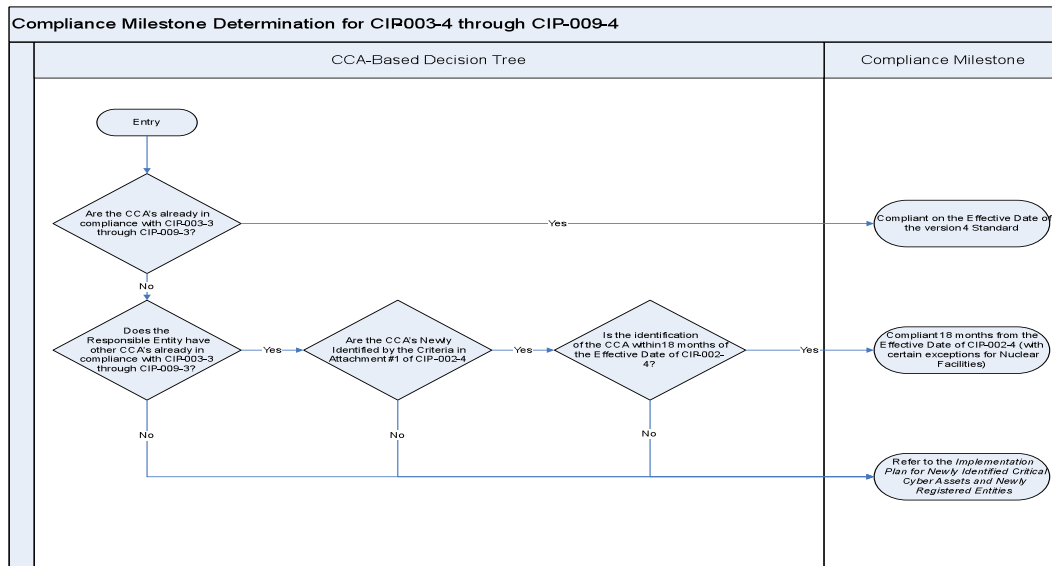 Compliance Milestone Determination for CIP003-4 through CIP-009-4
CCA-Based Decision Tree
Compliance Milestone
Entry
Are the CCA's already in
compliance with CIP-003-3
through CIP-009-3?
Yes
Compliant on the Effective Date of
the version4 Standard
No
Does the
Responsible Entity have
other CCA's already in
compliance with CIP-003-3
through CIP-009-3?
Yes
Are the CCA's Newly
Identified by the Criteria in
Attachment#1 of CIP-002-4
Yes
Is the identification
of the CCA within18 months of
the Effective Date of CIP-002-
4?
Yes
Compliant18 months from the
Effective Date of CIP-002-4 (with
certain exceptions for Nuclear
Facilities)
No
No
No
Refer to the Implementation
Plan for Newly Identified Critical
Cyber Assets and Newly
Registered Entities